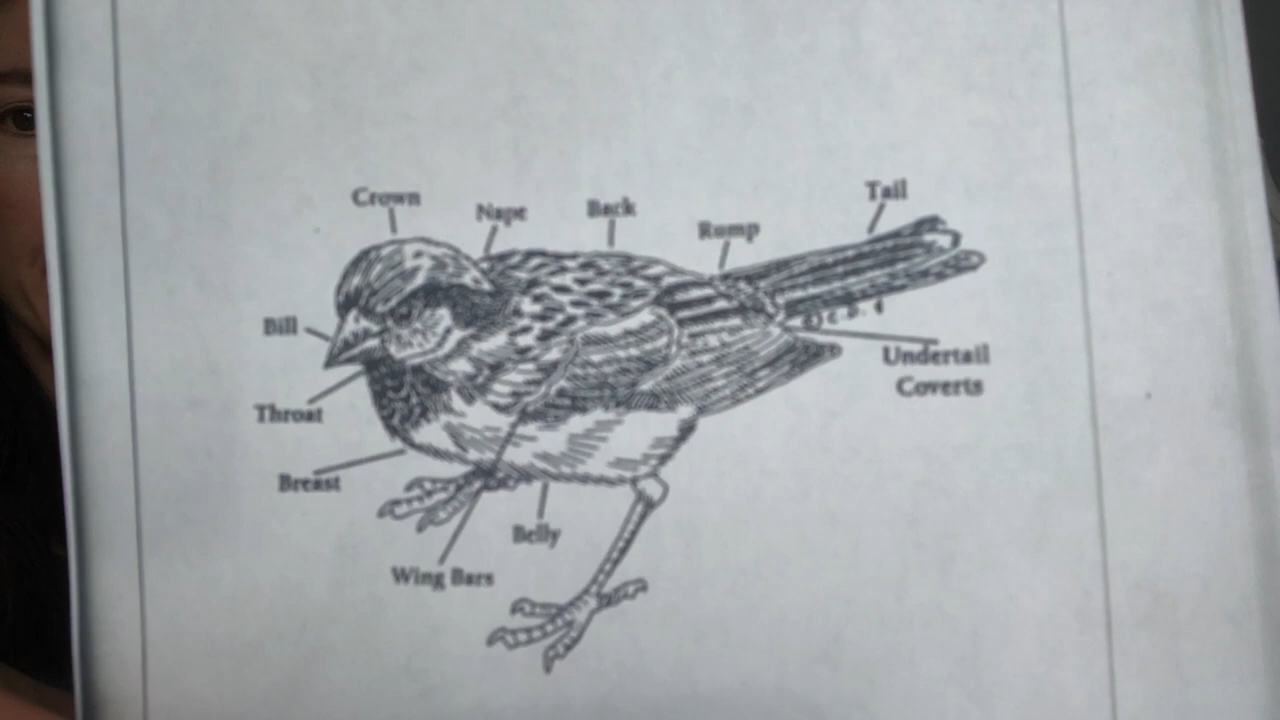 Crown
Nape
Back
Rump
Tail
Bill
Undertail
Coverts
Throat
Breast
Belly
Wing Bars